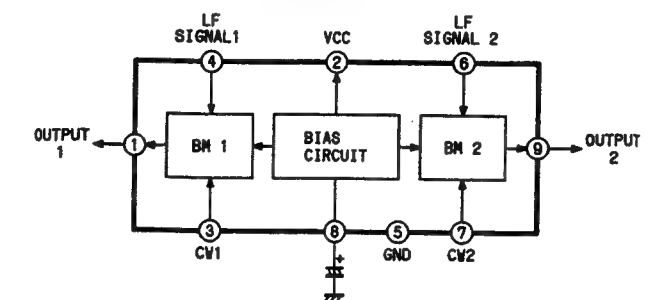 LF
SIGNAL1
VCC
LF
SIGNAL 2
4
2
6
OUTPUT
1
1
BM 1
BIAS
CIRCUIT
BM 2
9
OUTPUT
2
3
8
5
7
CW1
GND
CW2
+